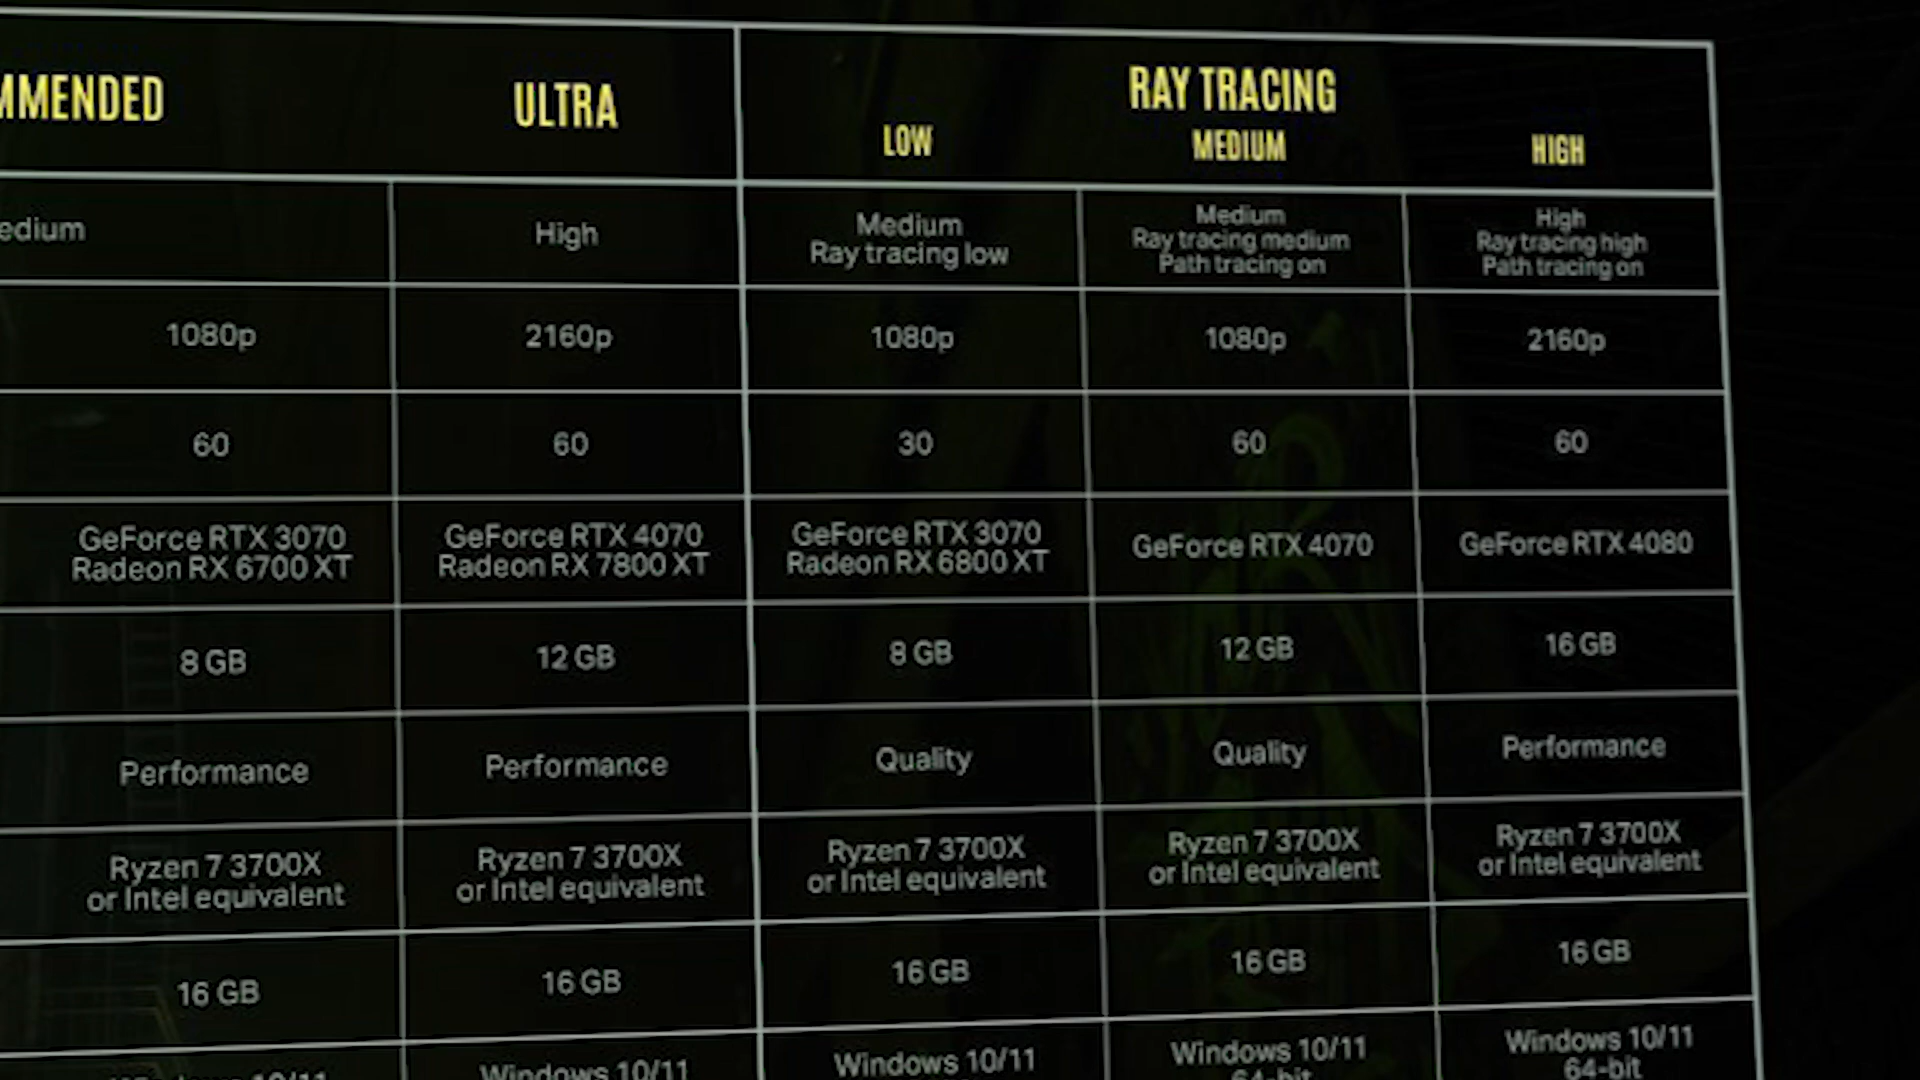 MMENDED
ULTRA
RAY TRACING
LOW
MEDIUM
HIGH
edium
High
Medium
Ray tracing low
Medium
Ray tracing medium
Path tracing on
High
Ray tracing high
Path tracing on
1080p
2160p
1080p
1080p
2160p
60
60
30
60
60
GeForce RTX 3070
Radeon RX 6700 XT
GeForce RTX 4070
Radeon RX 7800 XT
GeForce RTX 3070
Radeon RX 6800 XT
GeForce RTX 4070
GeForce RTX 4080
8 GB
12 GB
8 GB
12 GB
16 GB
Performance
Performance
Quality
Quality
Performance
Ryzen 7 3700X
or Intel equivalent
Ryzen 7 3700X
or Intel equivalent
Ryzen 7 3700X
or Intel equivalent
Ryzen 7 3700X
or Intel equivalent
Ryzen 7 3700X
or Intel equivalent
16 GB
16 GB
16 GB
16 GB
16 GB
Windows 10/11
Windows 10/11
Windows 10/11
Windows 10/11
64-bit
Windows 10/11
64-bit